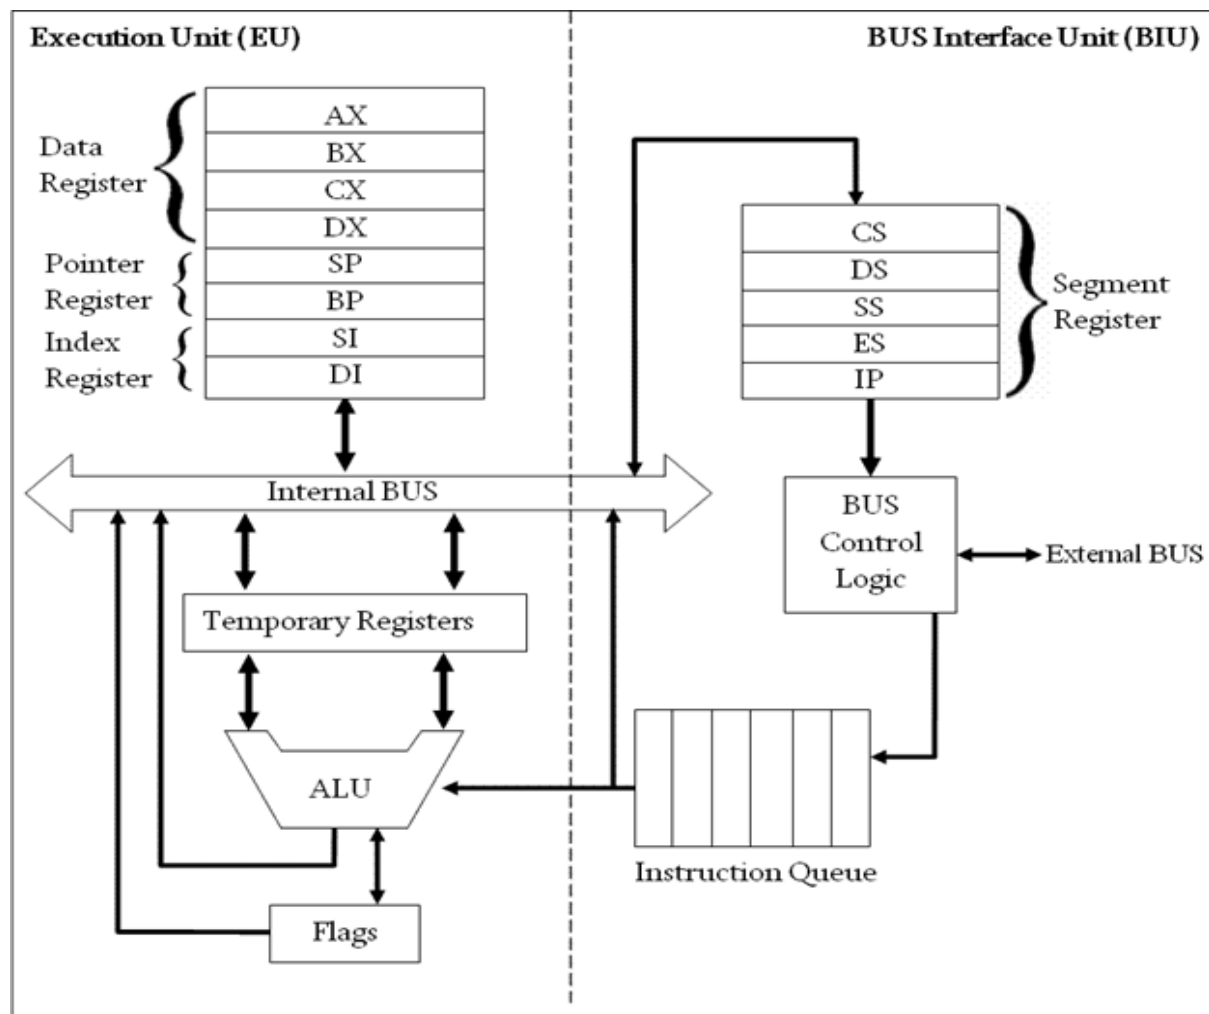 Execution Unit (EU)
BUS Interface Unit (BIU)
Data
Register
AX
BX
CX
DX
Pointer
Register
SP
BP
Index
Register
SI
DI
CS
DS
SS
ES
IP
Segment
Register
Internal BUS
BUS
Control
Logic
External BUS
Temporary Registers
ALU
Instruction Queue
Flags